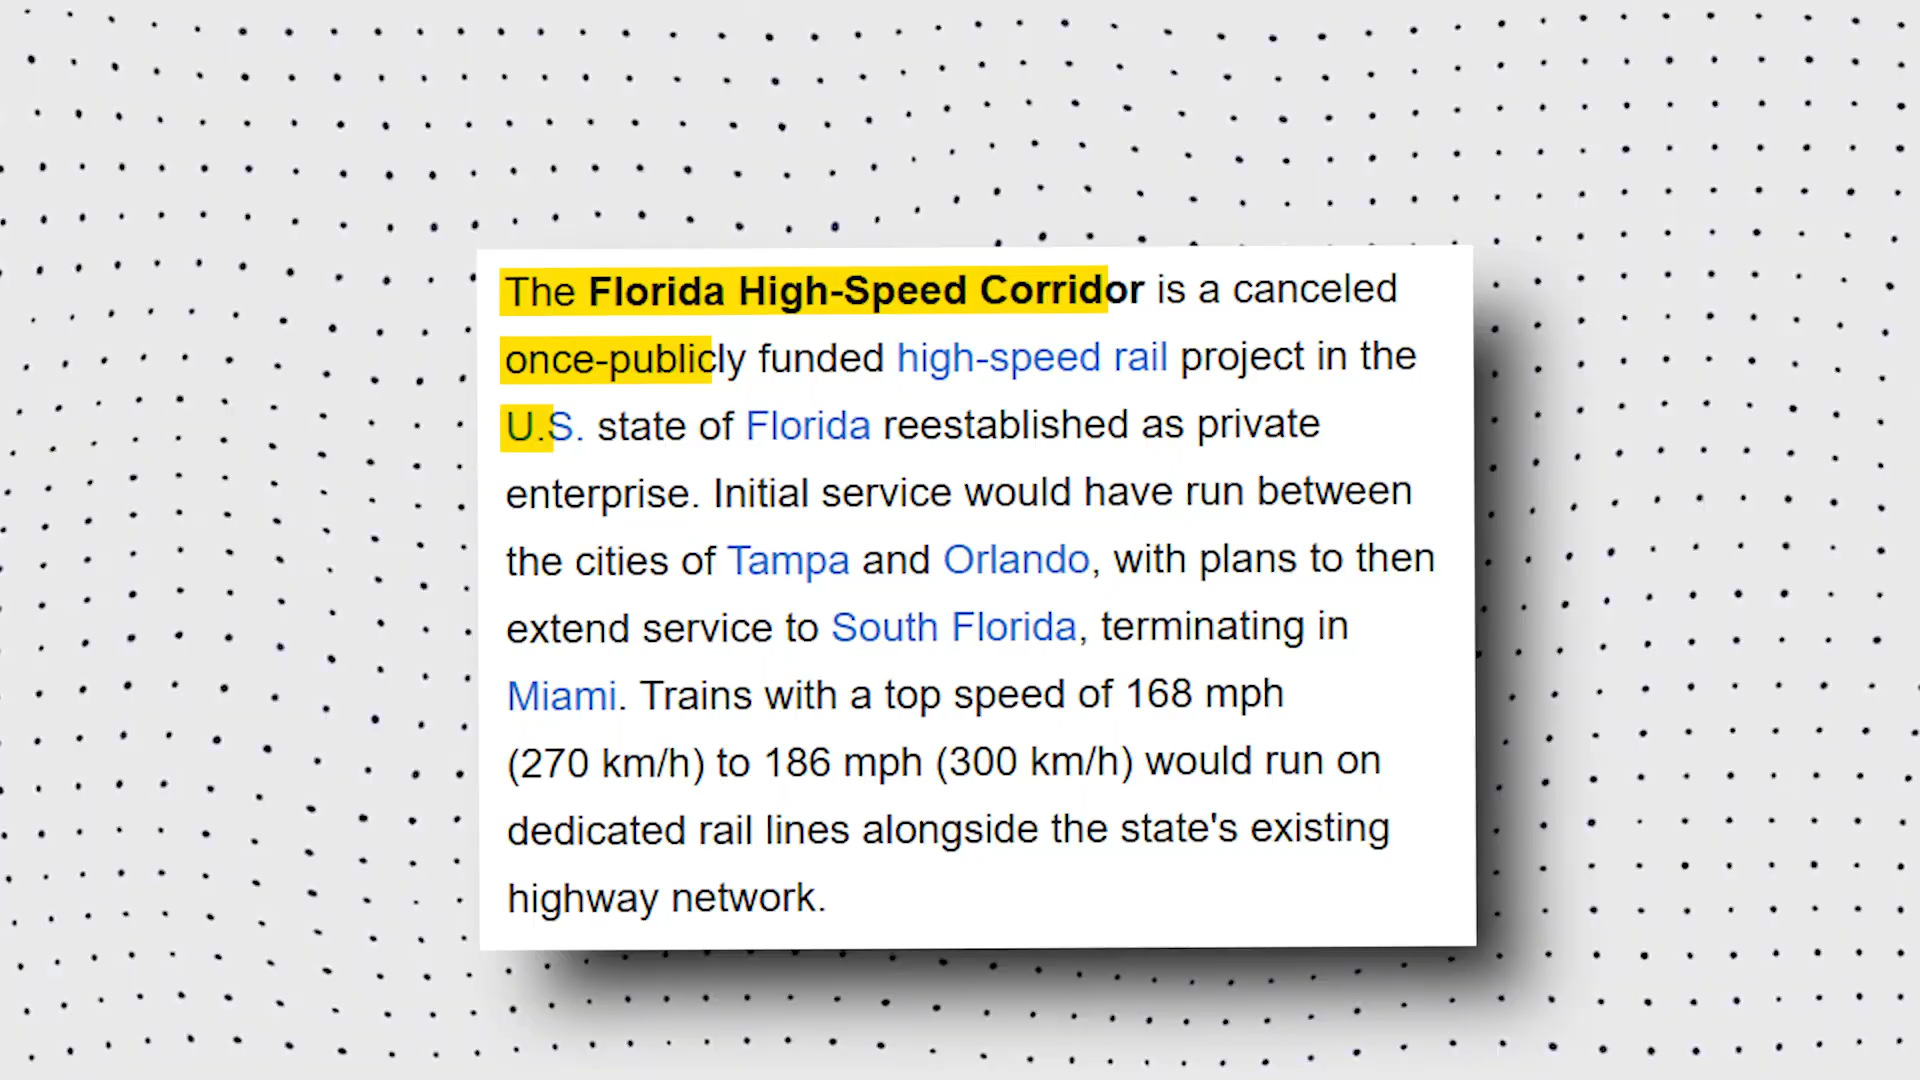 The Florida High-Speed Corridor is a canceled
once-publicly funded high-speed rail project in the
U.S. state of Florida reestablished as private
enterprise. Initial service would have run between
the cities of Tampa and Orlando, with plans to then
extend service to South Florida, terminating in
Miami. Trains with a top speed of 168 mph
(270 km/h) to 186 mph (300 km/h) would run on
dedicated rail lines alongside the state's existing
highway network.